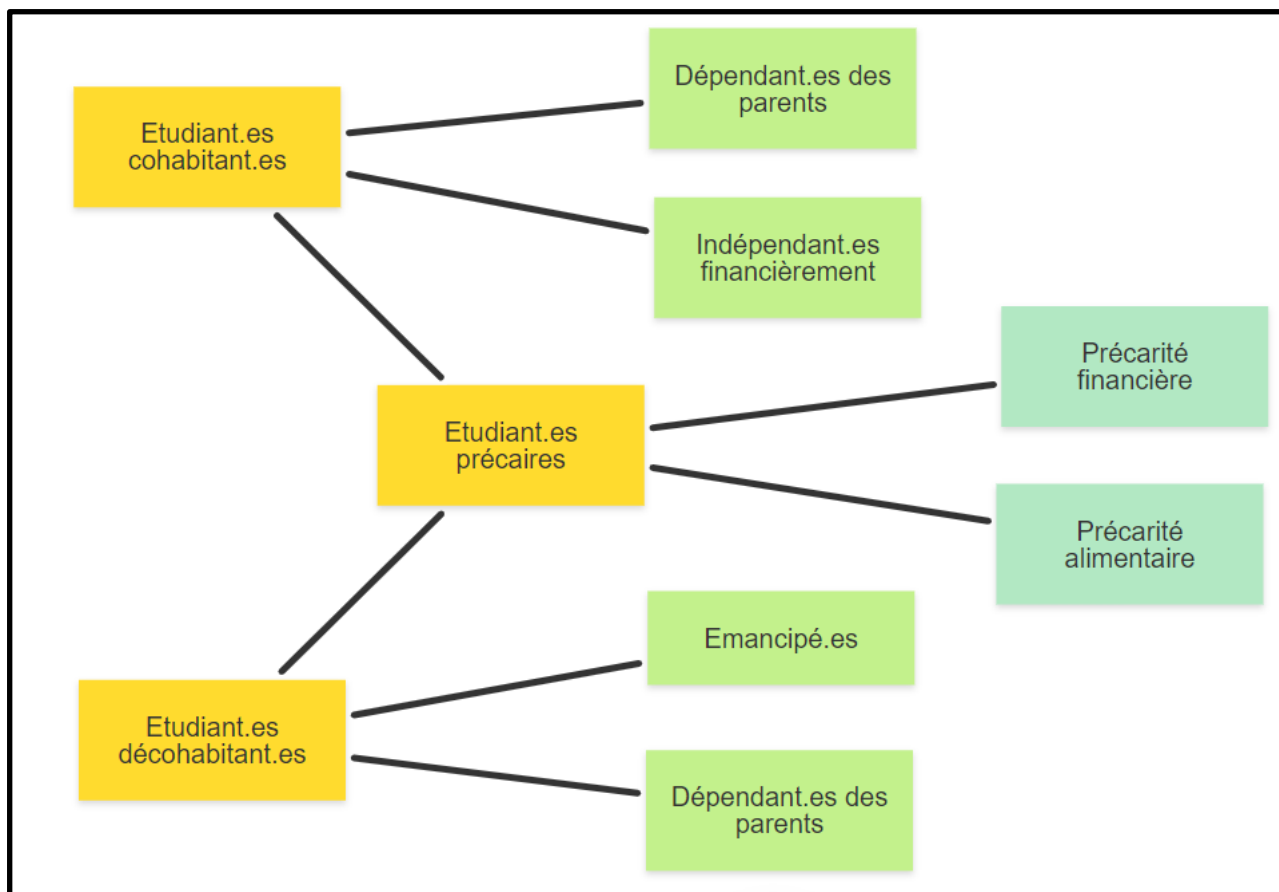 Dépendant.es des
parents
Etudiant.es
cohabitant.es
Indépendant.es
financièrement
Précarité
financière
Etudiant.es
précaires
Précarité
alimentaire
Emancipé.es
Etudiant.es
décohabitant.es
Dépendant.es des
parents